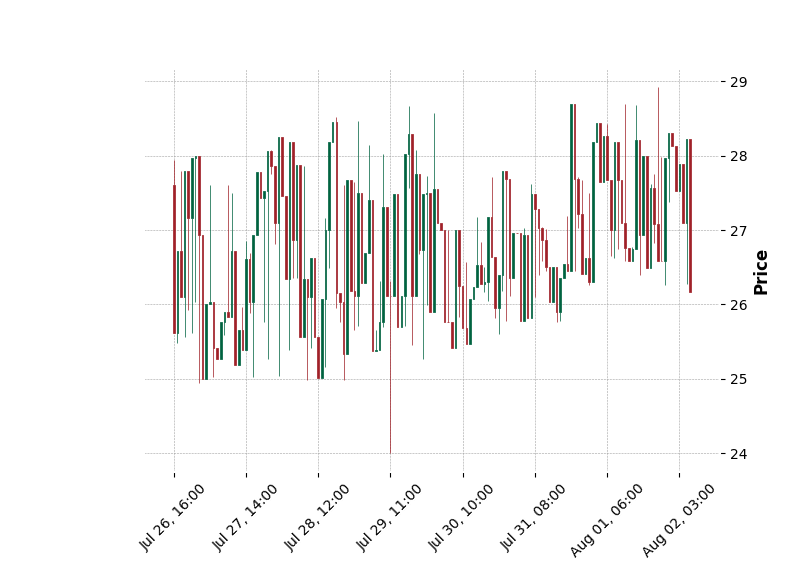 29
28
27
26
25
24
Price
Jul 26, 16:00
Jul 27, 14:00
Jul 28, 12:00
Jul 29, 11:00
Jul 30, 10:00
Jul 31, 08:00
Aug 01, 06:00
Aug 02, 03:00